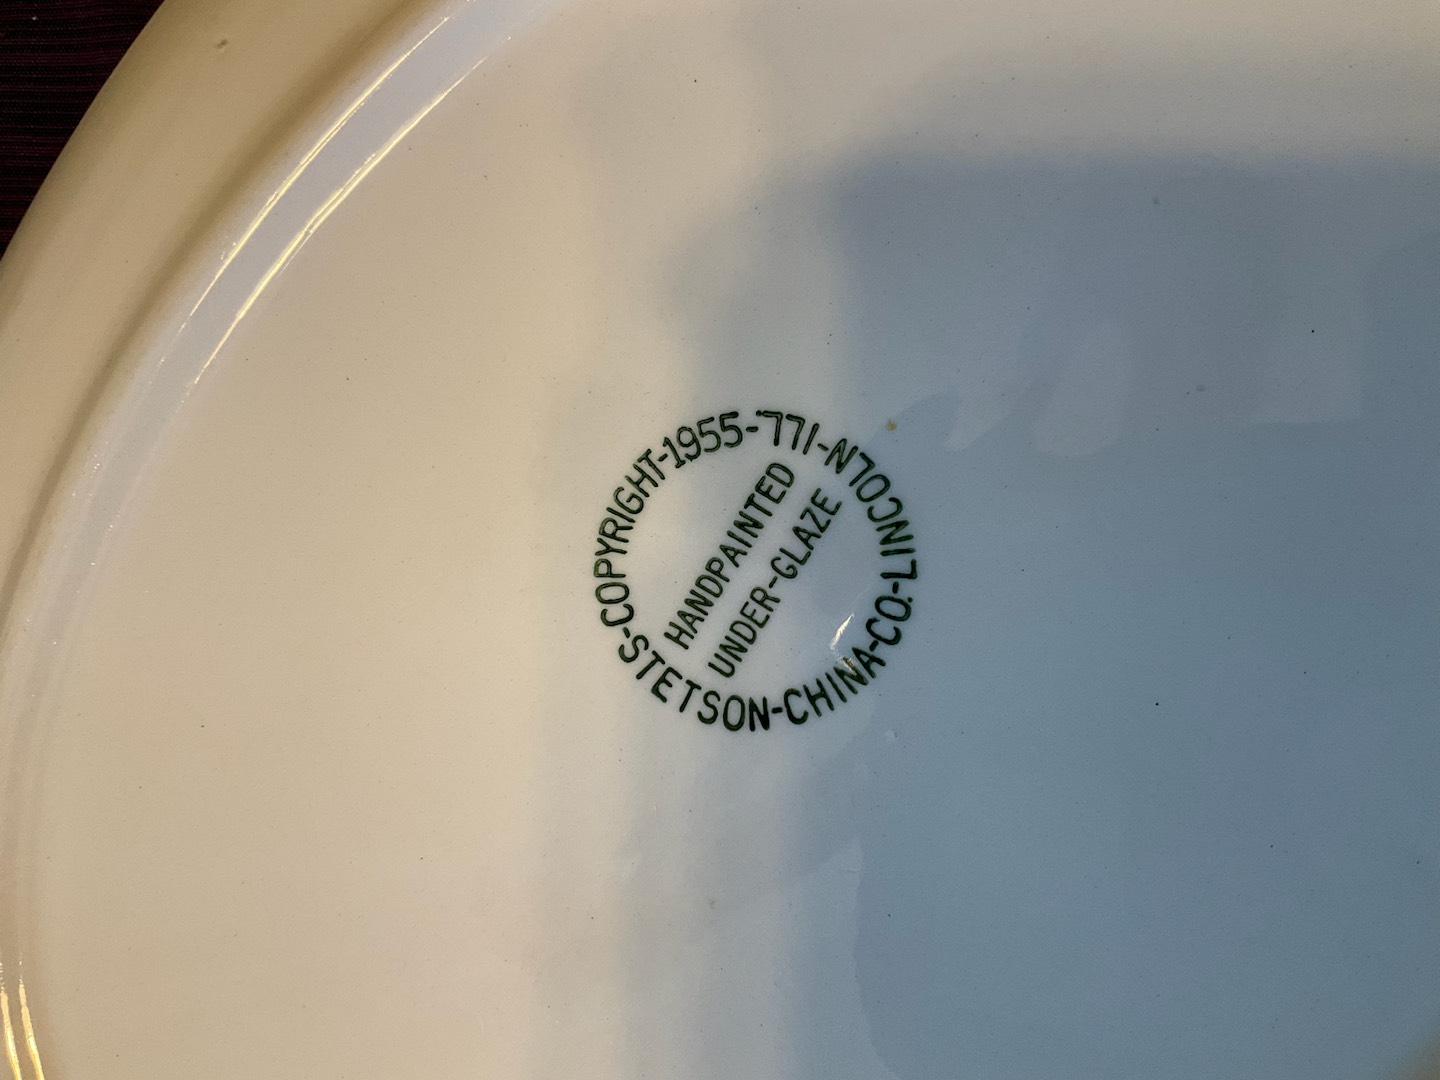 COPYRIGHT-1955
HANDPAINTED
UNDER-GLAZE
-STETSON-CHINA-CO.-LINCOLN-ILL.-